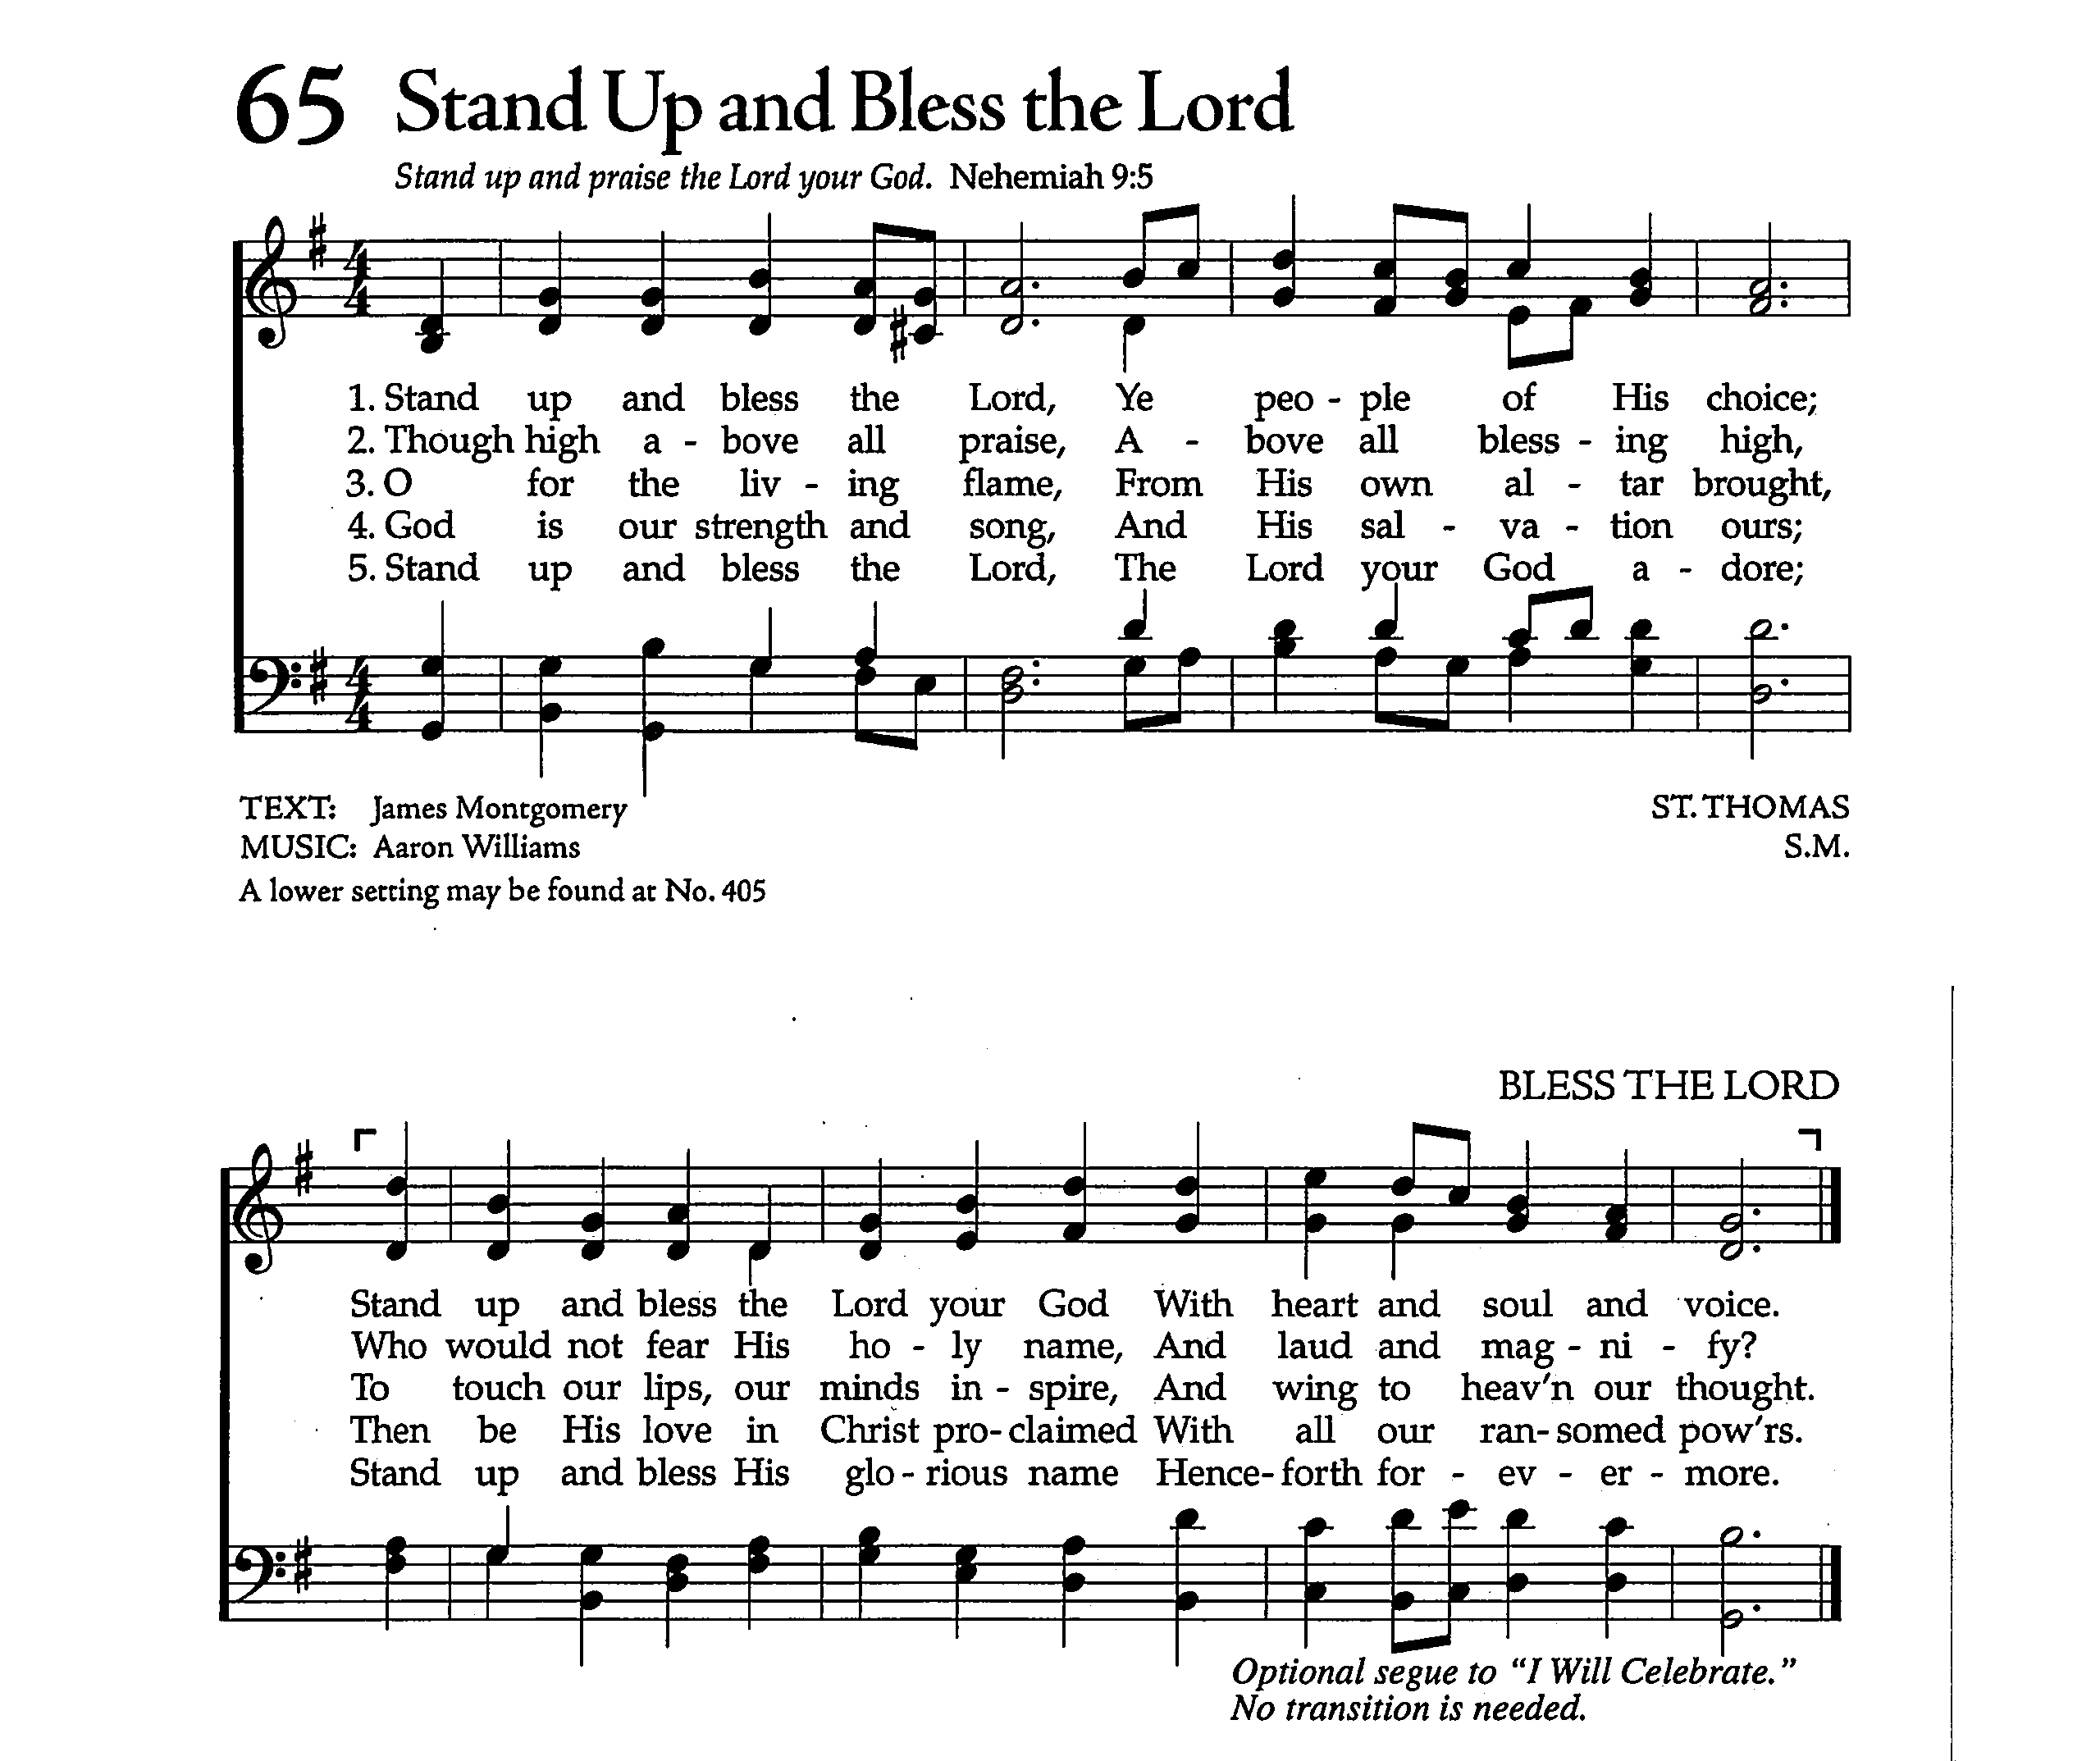 65 Stand Up and Bless the Lord
Stand up and praise the Lord your God. Nehemiah 9:5
1. Stand up and bless the Lord, Ye peo - ple of His choice;
2. Though high a - bove all praise, A - bove all bless - ing high,
3. O for the liv - ing flame, From His own al - tar brought,
4. God is our strength and song, And His sal - va - tion ours;
5. Stand up and bless the Lord, The Lord your God a - dore;
TEXT: James Montgomery
ST. THOMAS
MUSIC: Aaron Williams
S.M.
A lower setting may be found at No. 405
BLESS THE LORD
Stand up and bless the Lord your God With heart and soul and voice.
Who would not fear His ho - ly name, And laud and mag - ni - fy?
To touch our lips, our minds in - spire, And wing to heav'n our thought.
Then be His love in Christ pro - claimed With all our ran - somed pow'rs.
Stand up and bless His glo - rious name Hence - forth for - ev - er - more.
Optional segue to “I Will Celebrate.”
No transition is needed.